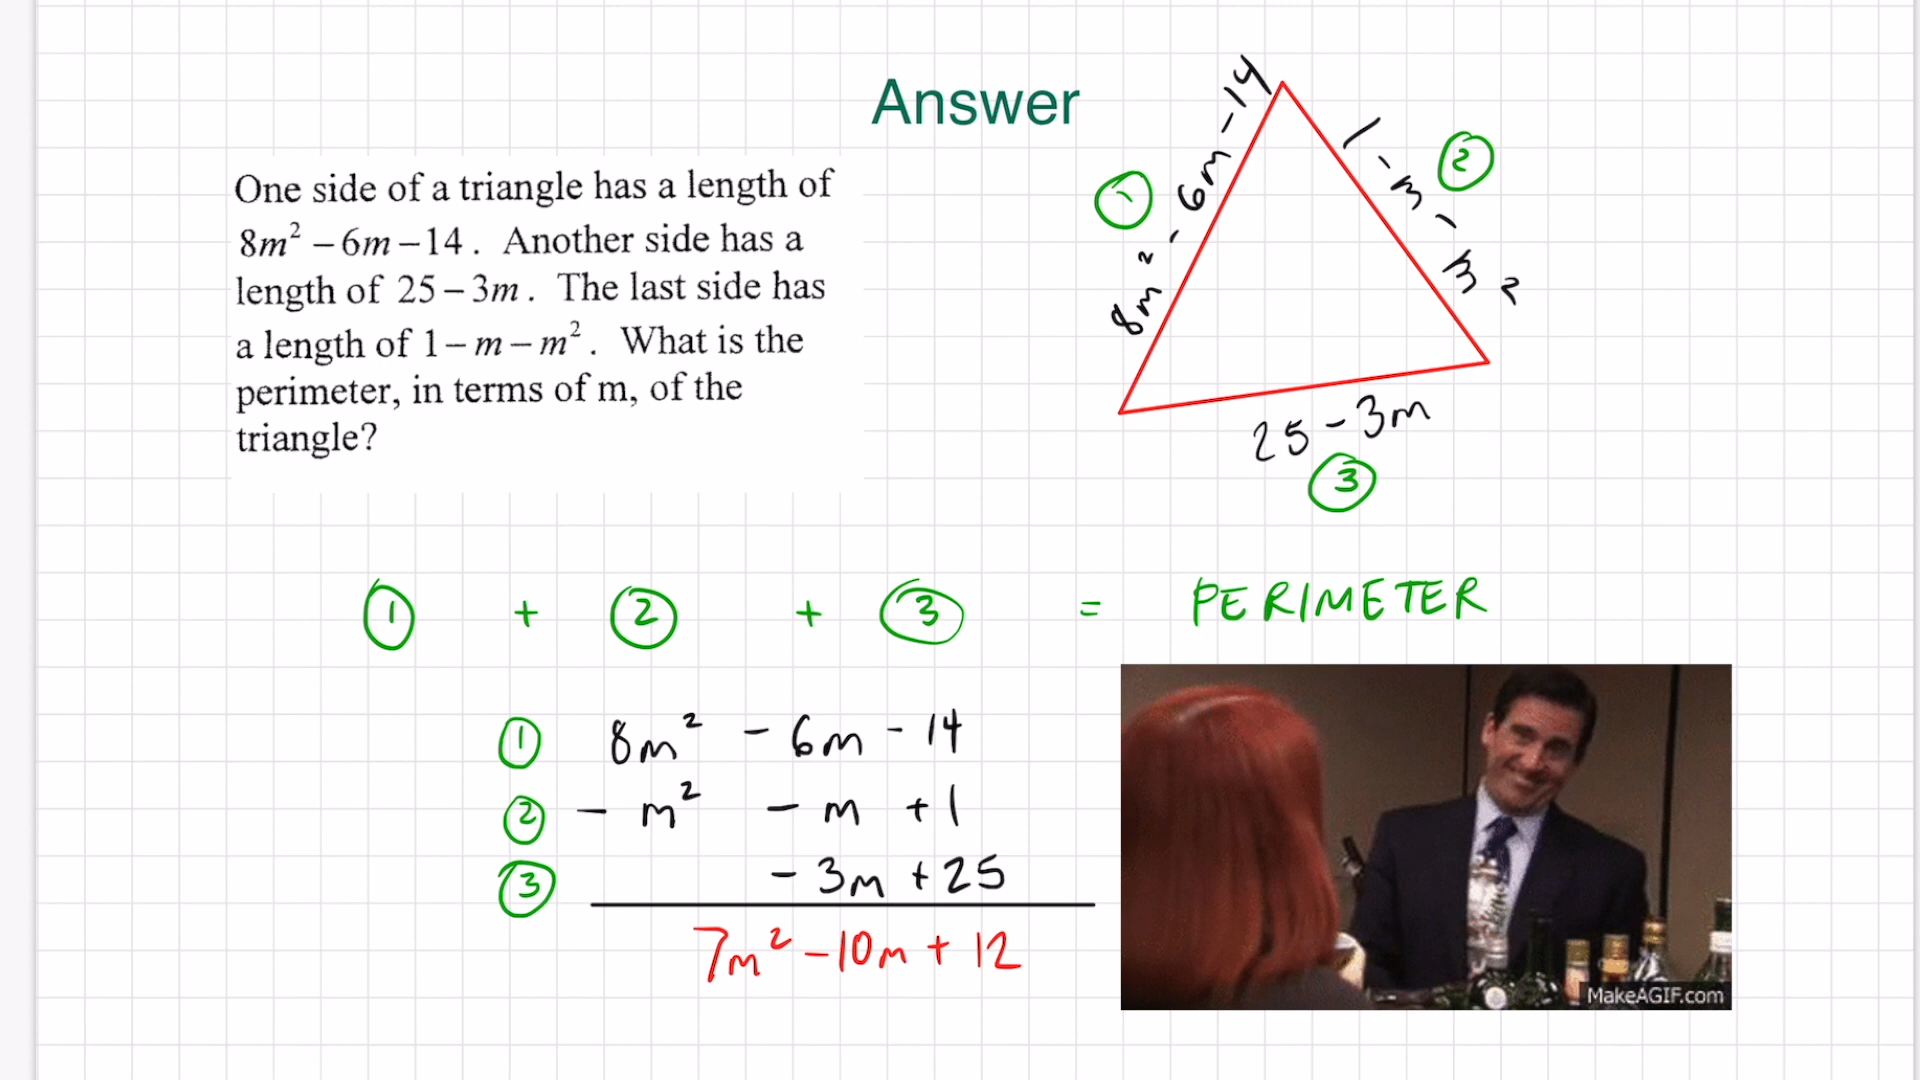 Answer
One side of a triangle has a length of
8m² – 6m – 14. Another side has a
length of 25 – 3m. The last side has
a length of 1 – m – m². What is the
perimeter, in terms of m, of the
triangle?
8m² - 6m - 14
①
1 - m - m²
②
25 - 3m
③
① + ② + ③ = PERIMETER
① 8m² - 6m - 14
② - m² - m + 1
③ - 3m + 25
7m² - 10m + 12
MakeAGIF.com